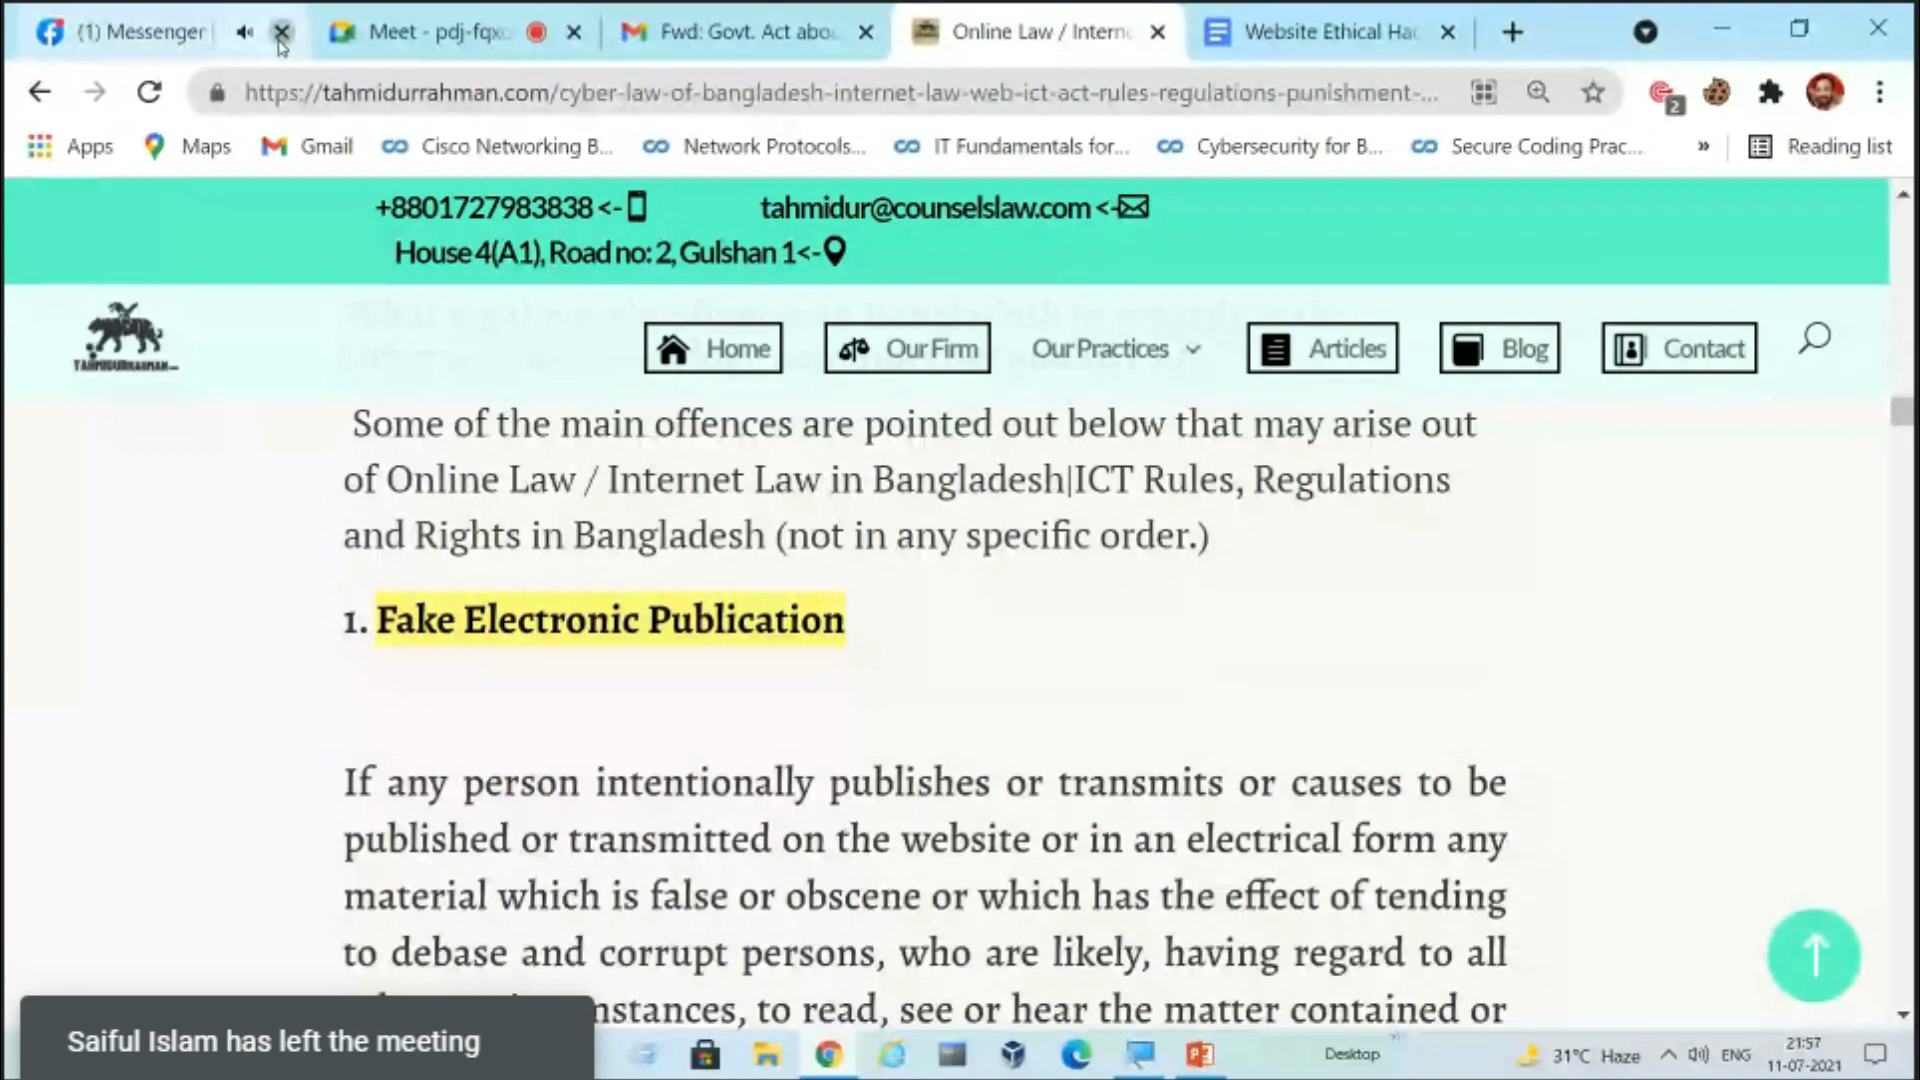 (1) Messenger
Meet - pdj-fqxo
Fwd: Govt. Act abou
Online Law / Intern
Website Ethical Hac
https://tahmidurrahman.com/cyber-law-of-bangladesh-internet-law-web-ict-act-rules-regulations-punishment-...
2
Apps
Maps
Gmail
Cisco Networking B...
Network Protocols...
IT Fundamentals for...
Cybersecurity for B...
Secure Coding Prac...
»
Reading list
+8801727983838 <-
tahmidur@counselslaw.com <-
House 4(A1), Road no: 2, Gulshan 1<-
Home
Our Firm
Our Practices
Articles
Blog
Contact
Some of the main offences are pointed out below that may arise out
of Online Law / Internet Law in Bangladesh|ICT Rules, Regulations
and Rights in Bangladesh (not in any specific order.)
1. Fake Electronic Publication
If any person intentionally publishes or transmits or causes to be
published or transmitted on the website or in an electrical form any
material which is false or obscene or which has the effect of tending
to debase and corrupt persons, who are likely, having regard to all
to read, see or hear the matter contained or
Saiful Islam has left the meeting
Desktop
31°C Haze
ENG
21:57
11-07-2021